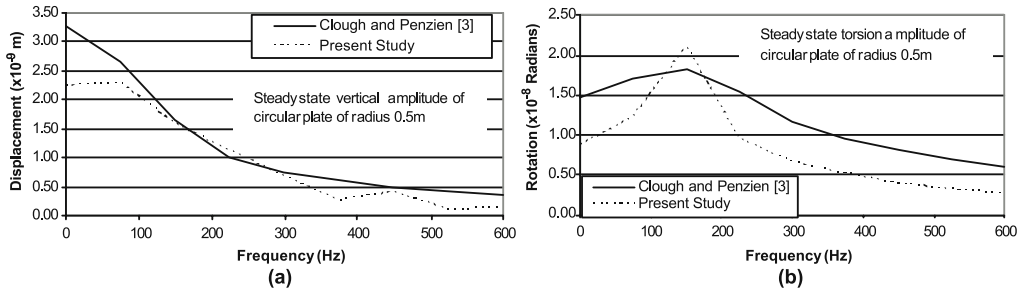 3.50
3.00
2.50
2.00
1.50
1.00
0.50
0.00
Displacement (x10⁻⁹ m)
Clough and Penzien [3]
Present Study
Steady state vertical amplitude of
circular plate of radius 0.5m
0 100 200 300 400 500 600
Frequency (Hz)
(a)
2.50
2.00
1.50
1.00
0.50
0.00
Rotation (x10⁻⁸ Radians)
Steady state torsion a mplitude of
circular plate of radius 0.5m
Clough and Penzien [3]
Present Study
0 100 200 300 400 500 600
Frequency (Hz)
(b)